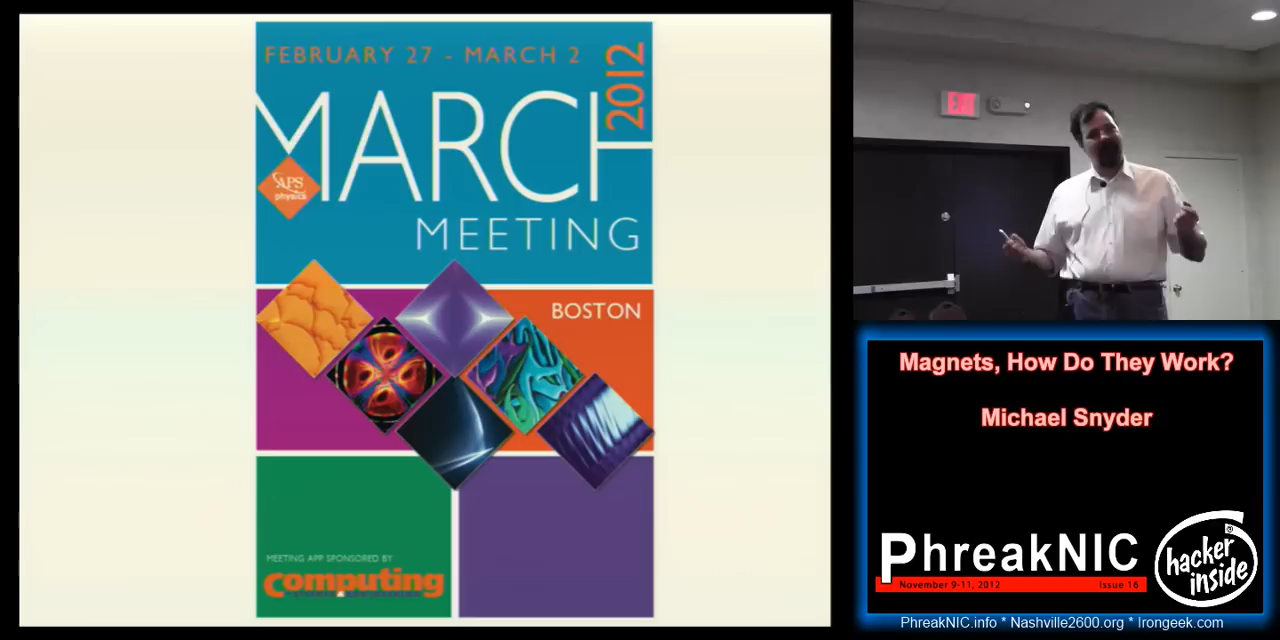 FEBRUARY 27 - MARCH 2
2012
MARCH
APS
physics
MEETING
BOSTON
MEETING APP SPONSORED BY
computing
EXIT
Magnets, How Do They Work?
Michael Snyder
PhreakNIC
November 9-11, 2012 Issue 16
hacker
inside
PhreakNIC.info * Nashville2600.org * Irongeek.com